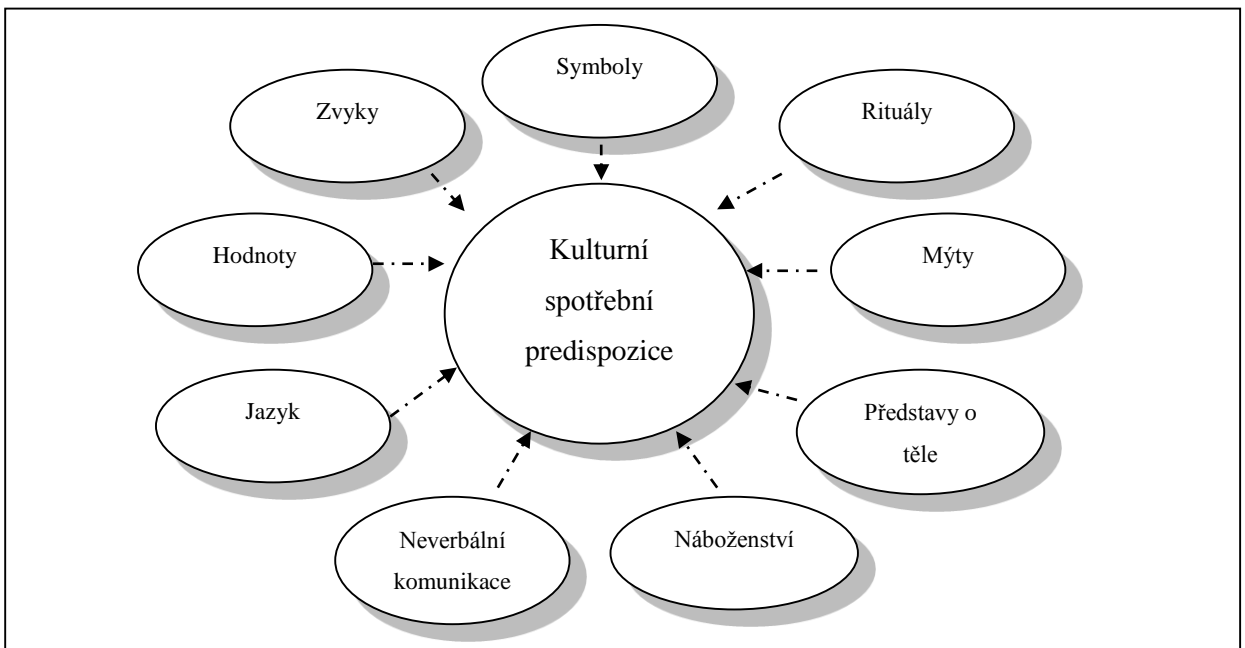 Symboly
Zvyky
Rituály
Hodnoty
Kulturní
spotřební
predispozice
Mýty
Jazyk
Představy o
těle
Neverbální
komunikace
Náboženství